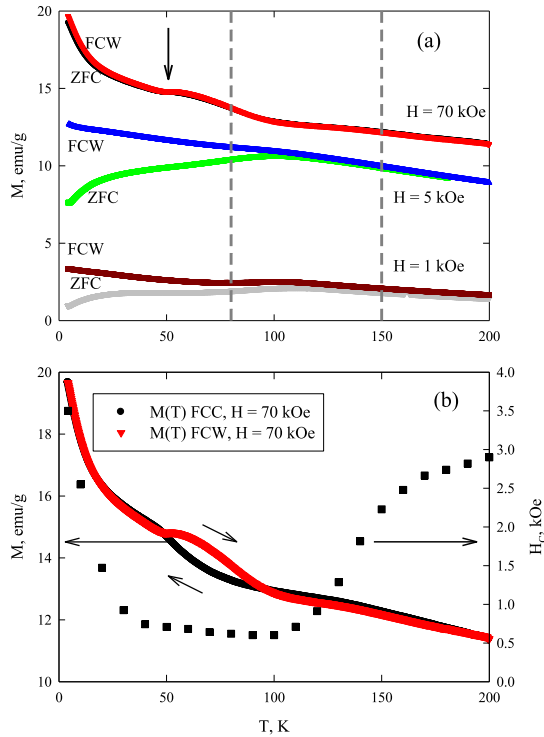 (a)
20
FCW
ZFC
15
H = 70 kOe
M, emu/g
FCW
10
ZFC
H = 5 kOe
5
FCW
H = 1 kOe
ZFC
0
0 50 100 150 200
20 4.0
(b)
M(T) FCC, H = 70 kOe
M(T) FCW, H = 70 kOe
3.5
18
3.0
2.5
M, emu/g
16
2.0
H_C, kOe
14
1.5
1.0
12
0.5
10 0.0
0 50 100 150 200
T, K